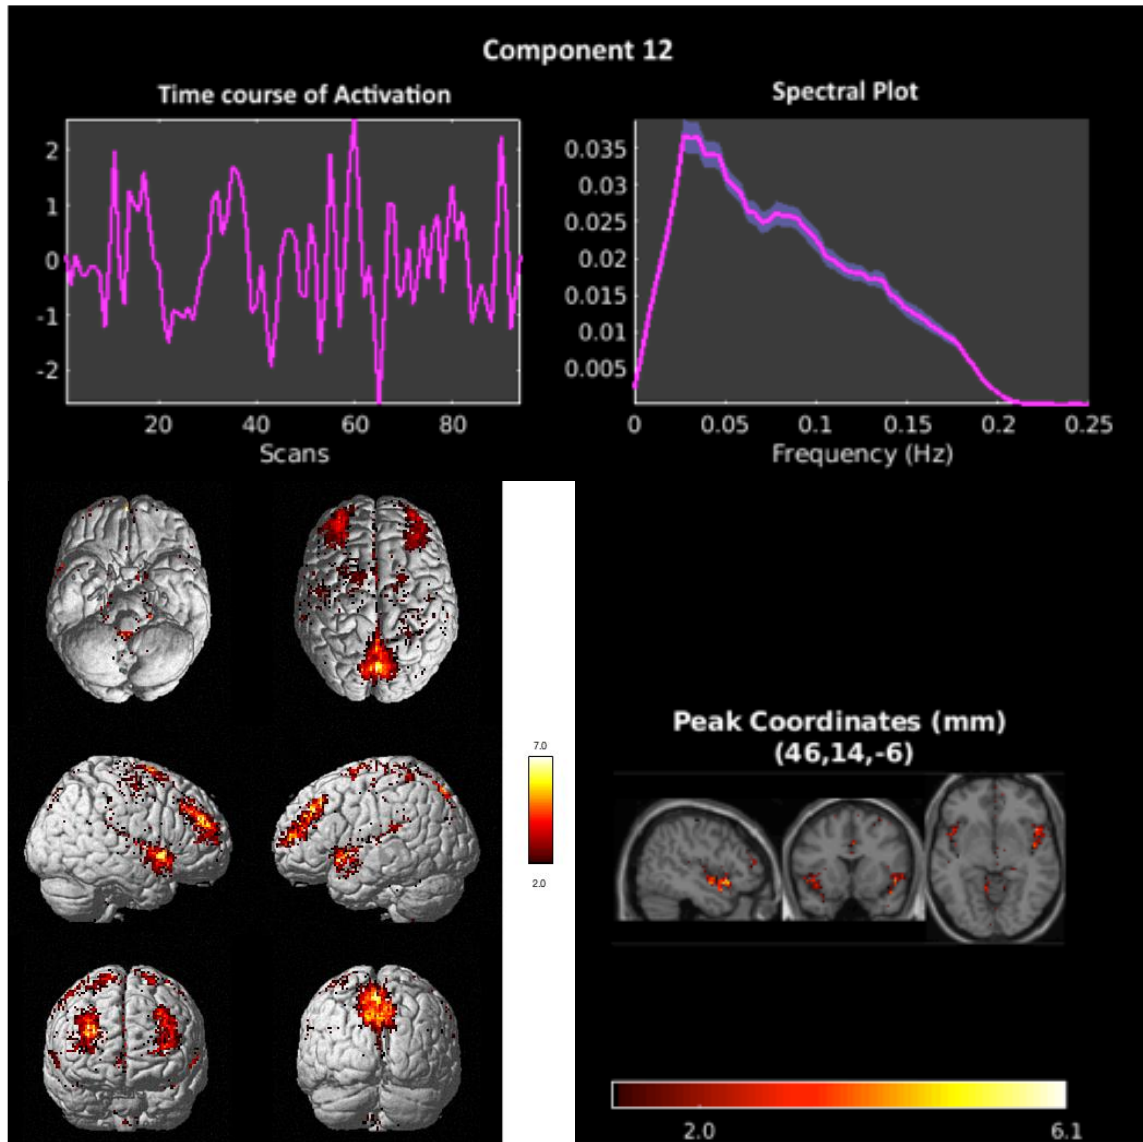 Component 12
Time course of Activation
Spectral Plot
2
1
0
-1
-2
20 40 60 80
Scans
0.035
0.03
0.025
0.02
0.015
0.01
0.005
0 0.05 0.1 0.15 0.2 0.25
Frequency (Hz)
7.0
2.0
Peak Coordinates (mm)
(46,14,-6)
2.0 6.1